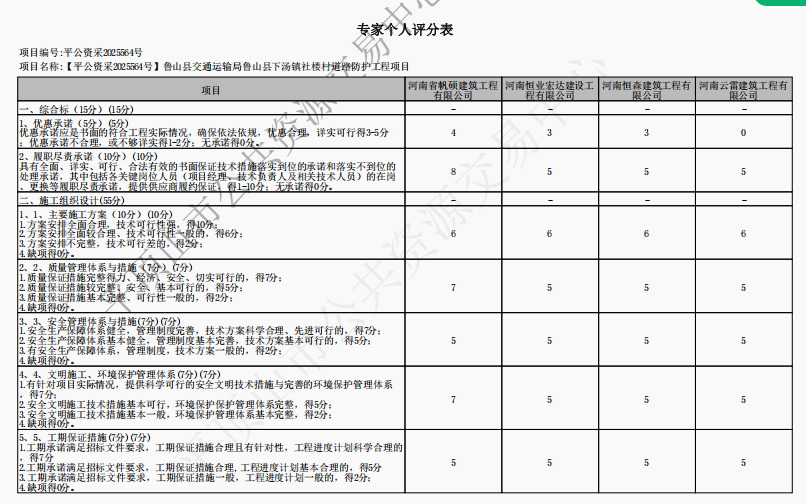 专家个人评分表
项目编号:平公资采2025564号
项目名称:【平公资采2025564号】鲁山县交通运输局鲁山县下汤镇社楼村道路防护工程项目
项目 河南省帆硕建筑工程有限公司 河南恒业宏达建设工程有限公司 河南恒森建筑工程有限公司 河南云雷建筑工程有限公司
一、综合标（15分）(15分) - - - -
1、优惠承诺（5分）(5分)
优惠承诺应是书面的符合工程实际情况，确保依法依规，优惠合理，详实可行得3-5分
；优惠承诺不合理，或不够详实得1-2分；无承诺得0分。
4 3 3 0
2、履职尽责承诺（10分）(10分)
具有全面、详实、可行、合法有效的书面保证技术措施落实到位的承诺和落实不到位的
处理承诺，其中包括各关键岗位人员（项目经理、技术负责人及相关技术人员）的在岗
、更换等履职尽责承诺，提供供应商履约保证，得1-10分；无承诺得0分。
8 5 5 5
二、施工组织设计(55分) - - - -
1、1、主要施工方案（10分）(10分)
1.方案安排全面合理，技术可行性强，得10分；
2.方案安排全面较合理、技术可行性一般的，得6分；
3.方案安排不完整，技术可行差的，得2分；
4.缺项得0分。
6 6 6 6
2、2、质量管理体系与措施（7分）(7分)
1.质量保证措施完整得力、经济、安全、切实可行的，得7分；
2.质量保证措施较完整、安全、基本可行的，得5分；
3.质量保证措施基本完整、可行性一般的，得2分；
4.缺项得0分。
7 5 5 5
3、3、安全管理体系与措施(7分)(7分)
1.安全生产保障体系健全，管理制度完善，技术方案科学合理、先进可行的，得7分；
2.安全生产保障体系基本健全，管理制度基本完善，技术方案基本可行的，得5分；
3.有安全生产保障体系，管理制度，技术方案一般的，得2分；
4.缺项得0分。
5 5 5 5
4、4、文明施工、环境保护管理体系(7分)(7分)
1.有针对项目实际情况，提供科学可行的安全文明技术措施与完善的环境保护管理体系
，得7分；
2.安全文明施工技术措施基本可行，环境保护保护管理体系完整，得5分；
3.安全文明施工技术措施基本一般，环境保护管理体系基本完整，得2分；
4.缺项得0分。
7 5 5 5
5、5、工期保证措施(7分)(7分)
1.工期承诺满足招标文件要求，工期保证措施合理且有针对性，工程进度计划科学合理的
，得7分
2.工期承诺满足招标文件要求，工期保证措施合理,工程进度计划基本合理的，得5分
3.工期承诺满足招标文件要求，工期保证措施一般，工程进度计划一般的，得2分；
4.缺项得0分。
5 5 5 5
平顶山市公共资源交易中心
平顶山市公共资源交易中心